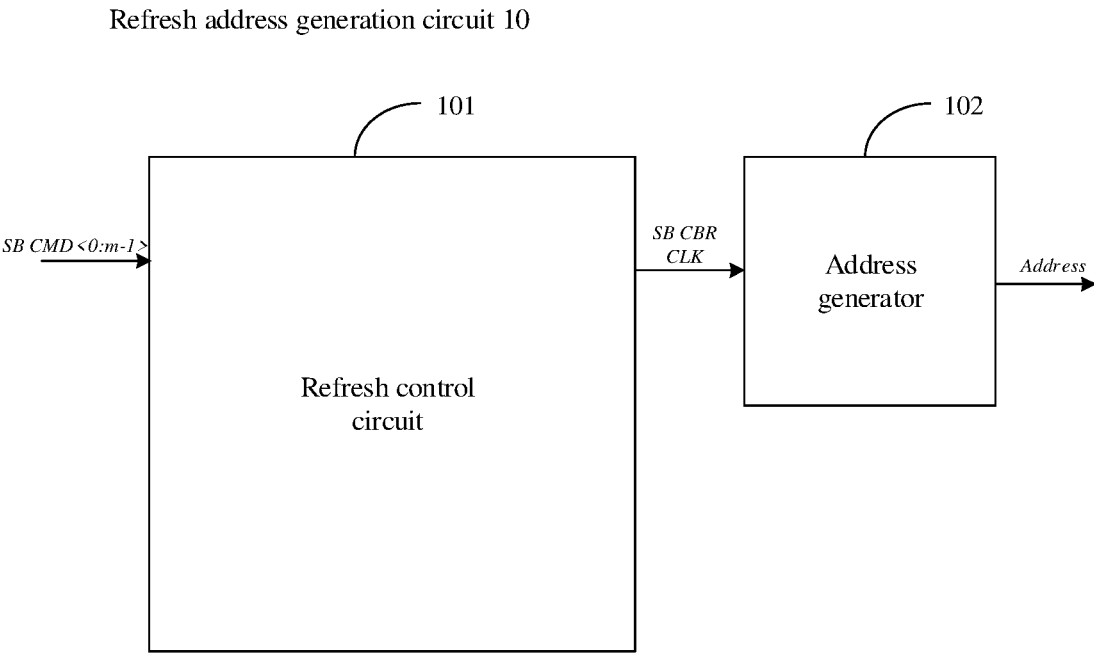 Refresh address generation circuit 10
101
102
SB CMD<0:m-1>
SB CBR
CLK
Address
generator
Address
Refresh control
circuit